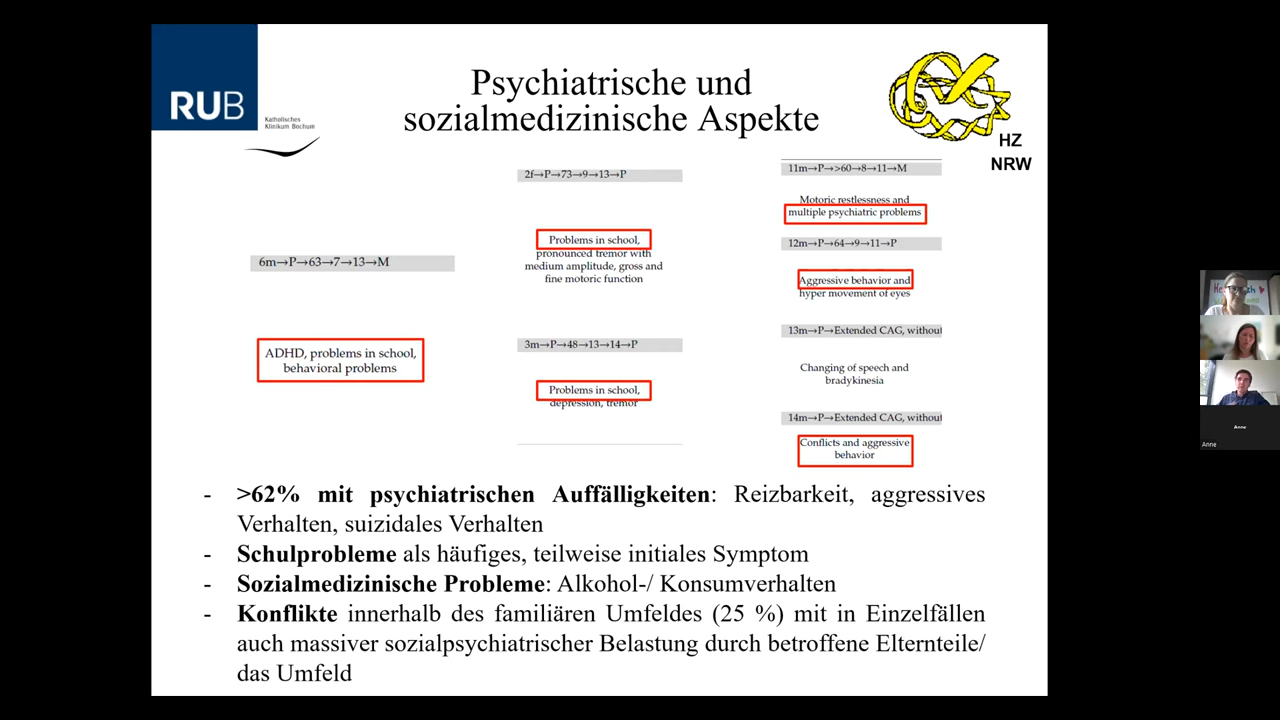 RUB
Katholisches
Klinikum Bochum
Psychiatrische und
sozialmedizinische Aspekte
HZ
NRW
6m→P→63→7→13→M
ADHD, problems in school,
behavioral problems
2f→P→73→9→13→P
Problems in school,
pronounced tremor with
medium amplitude, gross and
fine motoric function
3m→P→48→13→14→P
Problems in school,
depression, tremor
11m→P→>60→8→11→M
Motoric restlessness and
multiple psychiatric problems
12m→P→64→9→11→P
Aggressive behavior and
hyper movement of eyes
13m→P→Extended CAG, without
Changing of speech and
bradykinesia
14m→P→Extended CAG, without
Conflicts and aggressive
behavior
- >62% mit psychiatrischen Auffälligkeiten: Reizbarkeit, aggressives
Verhalten, suizidales Verhalten
- Schulprobleme als häufiges, teilweise initiales Symptom
- Sozialmedizinische Probleme: Alkohol-/ Konsumverhalten
- Konflikte innerhalb des familiären Umfeldes (25 %) mit in Einzelfällen
auch massiver sozialpsychiatrischer Belastung durch betroffene Elternteile/
das Umfeld
Anne
Anne